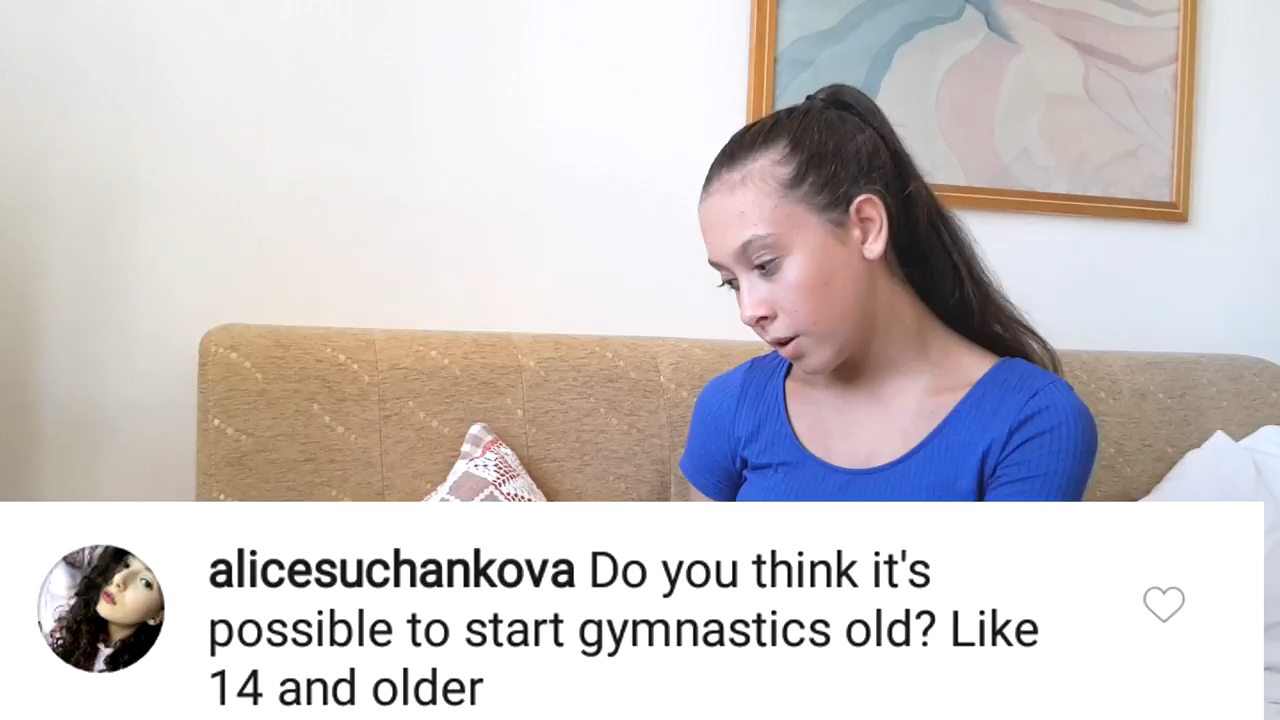 alicesuchankova Do you think it's
possible to start gymnastics old? Like
14 and older